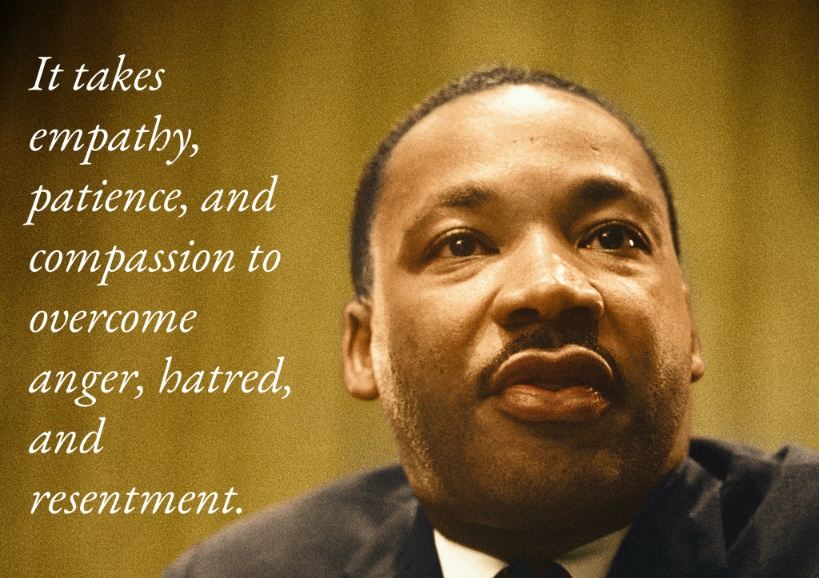 It takes
empathy,
patience, and
compassion to
overcome
anger, hatred,
and
resentment.